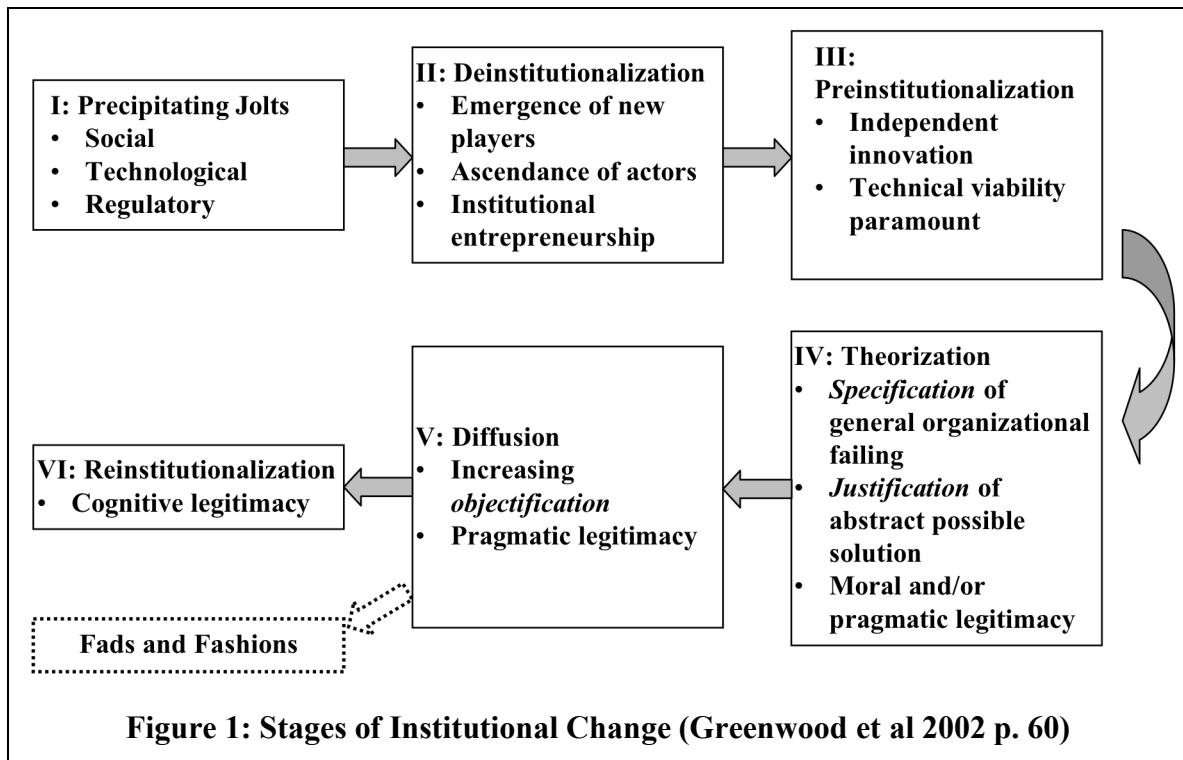 I: Precipitating Jolts
• Social
• Technological
• Regulatory
II: Deinstitutionalization
• Emergence of new
players
• Ascendance of actors
• Institutional
entrepreneurship
III:
Preinstitutionalization
• Independent
innovation
• Technical viability
paramount
IV: Theorization
• Specification of
general organizational
failing
• Justification of
abstract possible
solution
• Moral and/or
pragmatic legitimacy
V: Diffusion
• Increasing
objectification
• Pragmatic legitimacy
VI: Reinstitutionalization
• Cognitive legitimacy
Fads and Fashions
Figure 1: Stages of Institutional Change (Greenwood et al 2002 p. 60)